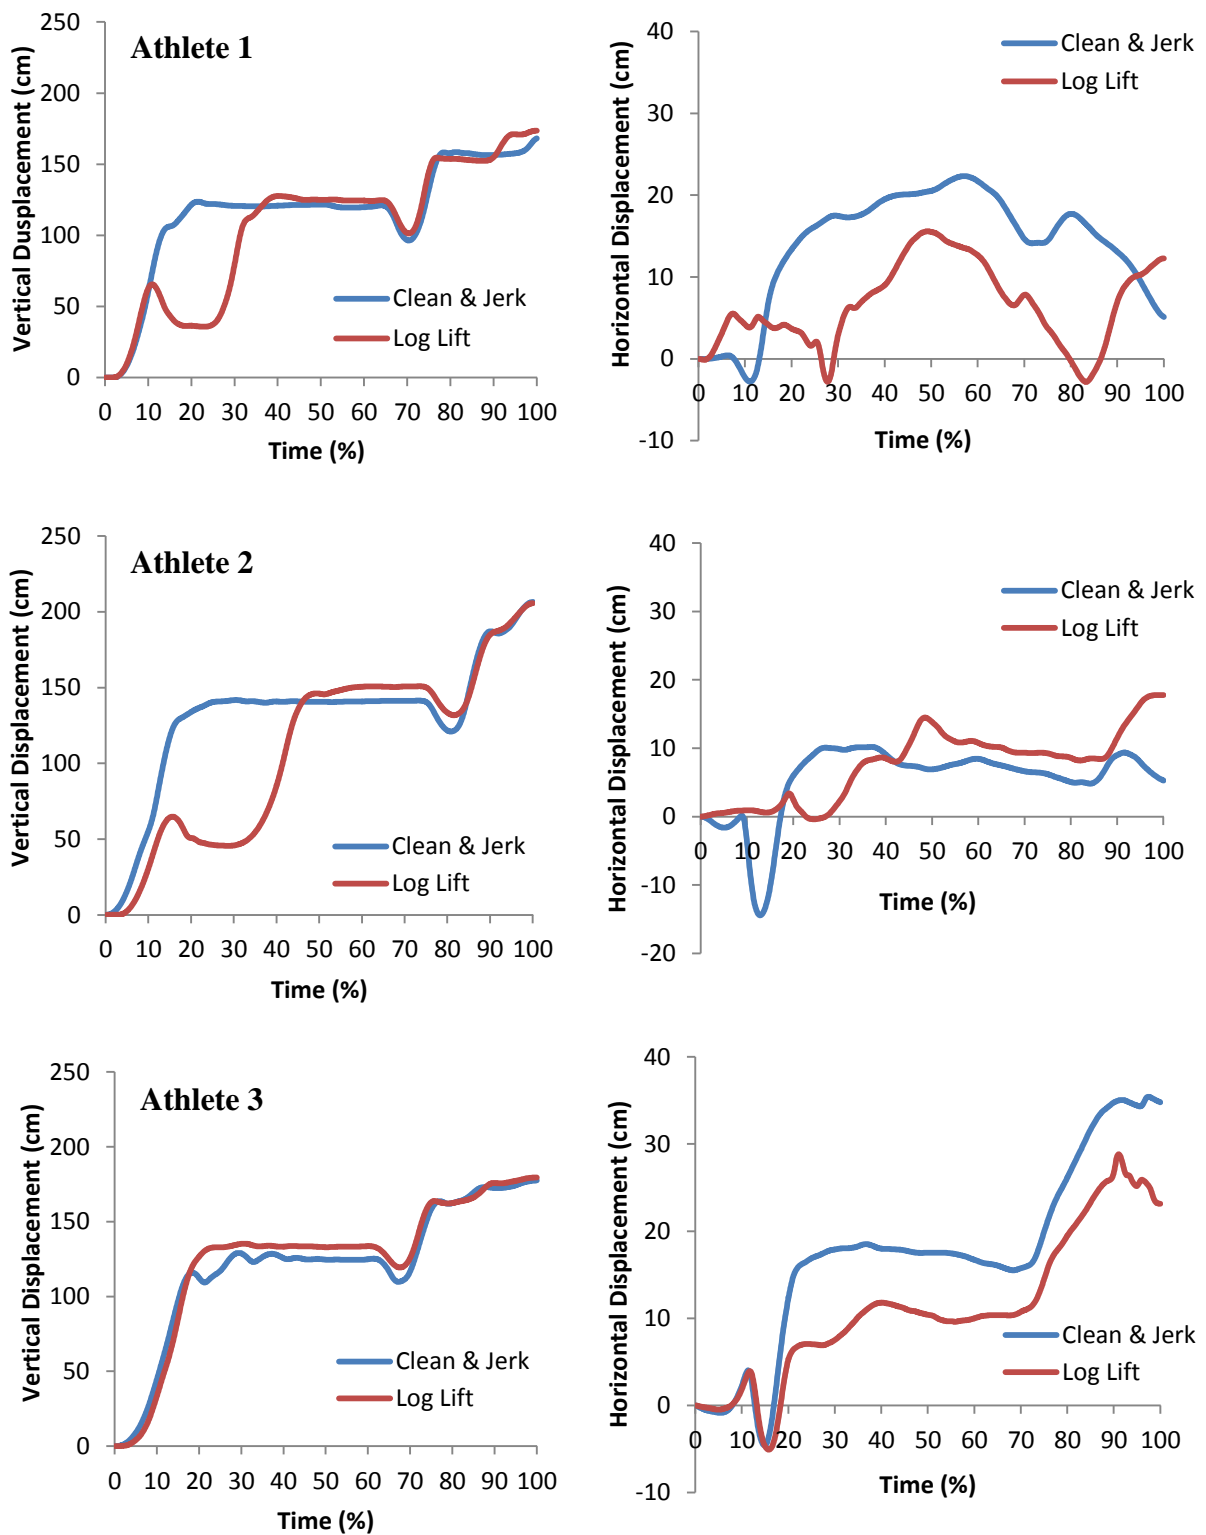 Athlete 1
Vertical Dusplacement (cm)
250
200
150
100
50
0
0 10 20 30 40 50 60 70 80 90 100
Time (%)
Clean & Jerk
Log Lift
Horizontal Displacement (cm)
40
30
20
10
0
-10
0 10 20 30 40 50 60 70 80 90 100
Time (%)
Clean & Jerk
Log Lift
Athlete 2
Vertical Displacement (cm)
250
200
150
100
50
0
0 10 20 30 40 50 60 70 80 90 100
Time (%)
Clean & Jerk
Log Lift
Horizontal Displacement (cm)
40
30
20
10
0
-10
-20
0 10 20 30 40 50 60 70 80 90 100
Time (%)
Clean & Jerk
Log Lift
Athlete 3
Vertical Displacement (cm)
250
200
150
100
50
0
0 10 20 30 40 50 60 70 80 90 100
Time (%)
Clean & Jerk
Log Lift
Horizontal Displacement (cm)
40
30
20
10
0
-10
0 10 20 30 40 50 60 70 80 90 100
Time (%)
Clean & Jerk
Log Lift